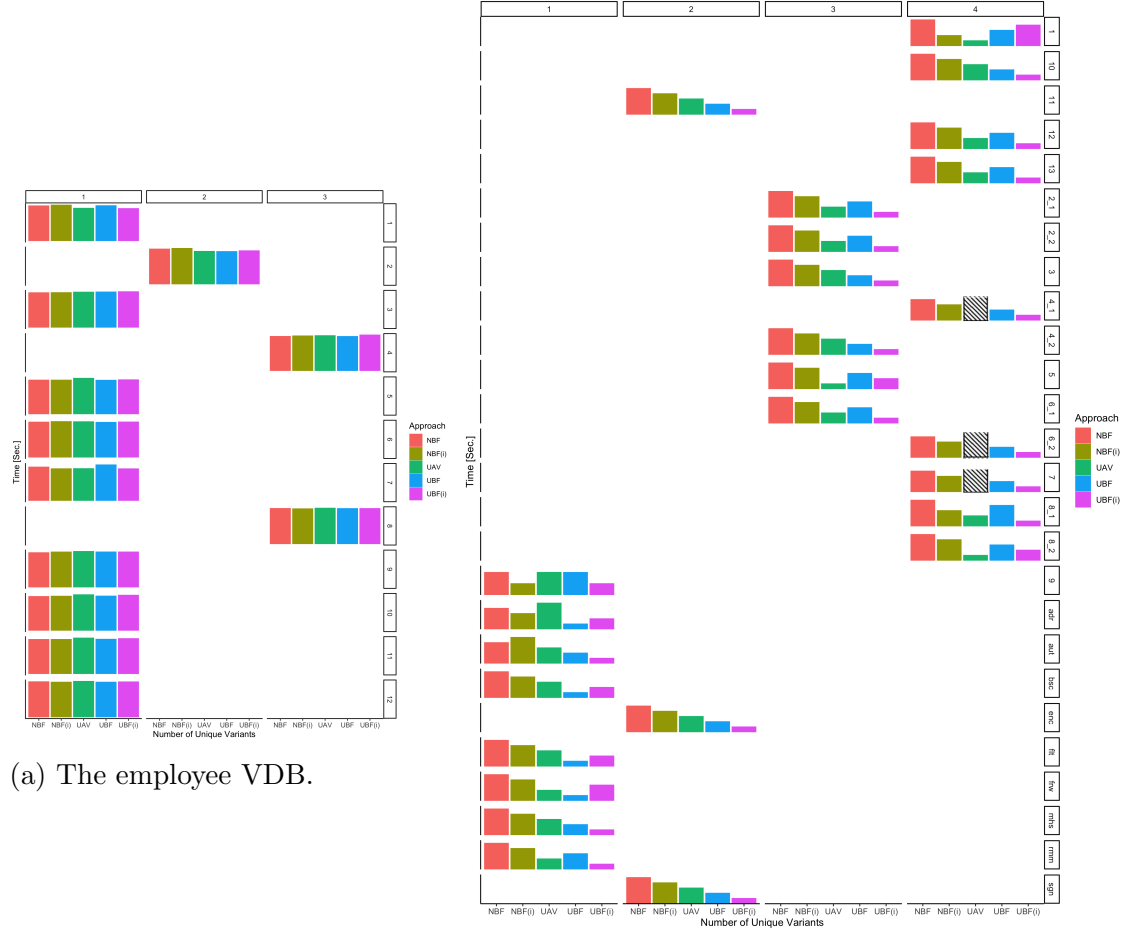 1
2
3
1
2
3
4
5
6
7
8
9
10
11
12
Time [Sec.]
NBF
NBF(i)
UAV
UBF
UBF(i)
NBF
NBF(i)
UAV
UBF
UBF(i)
NBF
NBF(i)
UAV
UBF
UBF(i)
Number of Unique Variants
Approach
NBF
NBF(i)
UAV
UBF
UBF(i)
(a) The employee VDB.
1
2
3
4
1
10
11
12
13
2_1
2_2
3
4_1
4_2
5
6_1
6_2
7
8_1
8_2
9
adr
aut
bsc
enc
flt
frw
mhs
rmm
sgn
Time [Sec.]
NBF
NBF(i)
UAV
UBF
UBF(i)
NBF
NBF(i)
UAV
UBF
UBF(i)
NBF
NBF(i)
UAV
UBF
UBF(i)
NBF
NBF(i)
UAV
UBF
UBF(i)
Number of Unique Variants
Approach
NBF
NBF(i)
UAV
UBF
UBF(i)